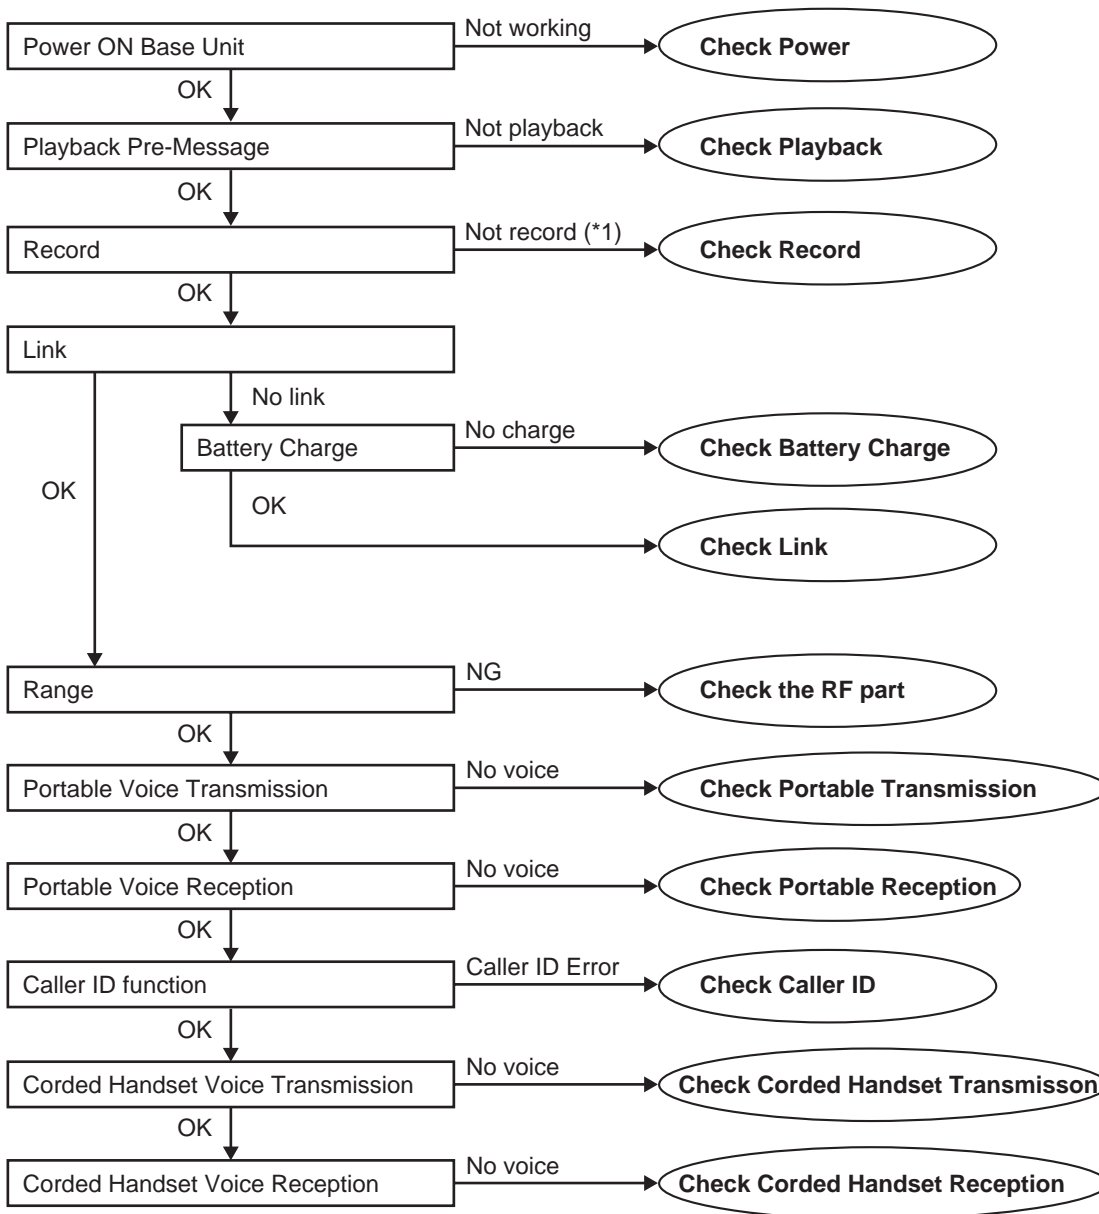 Power ON Base Unit
Not working
Check Power
OK
Playback Pre-Message
Not playback
Check Playback
OK
Record
Not record (*1)
Check Record
OK
Link
No link
Battery Charge
No charge
Check Battery Charge
OK
OK
Check Link
Range
NG
Check the RF part
OK
Portable Voice Transmission
No voice
Check Portable Transmission
OK
Portable Voice Reception
No voice
Check Portable Reception
OK
Caller ID function
Caller ID Error
Check Caller ID
OK
Corded Handset Voice Transmission
No voice
Check Corded Handset Transmisson
OK
Corded Handset Voice Reception
No voice
Check Corded Handset Reception